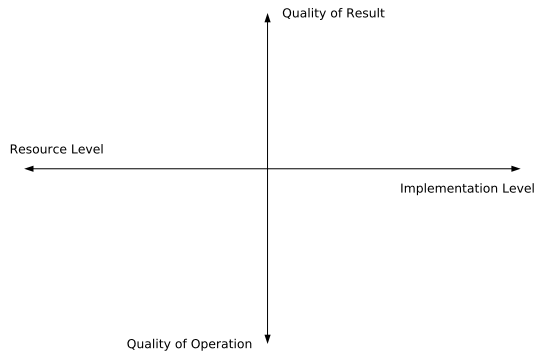 Quality of Result
Resource Level
Implementation Level
Quality of Operation